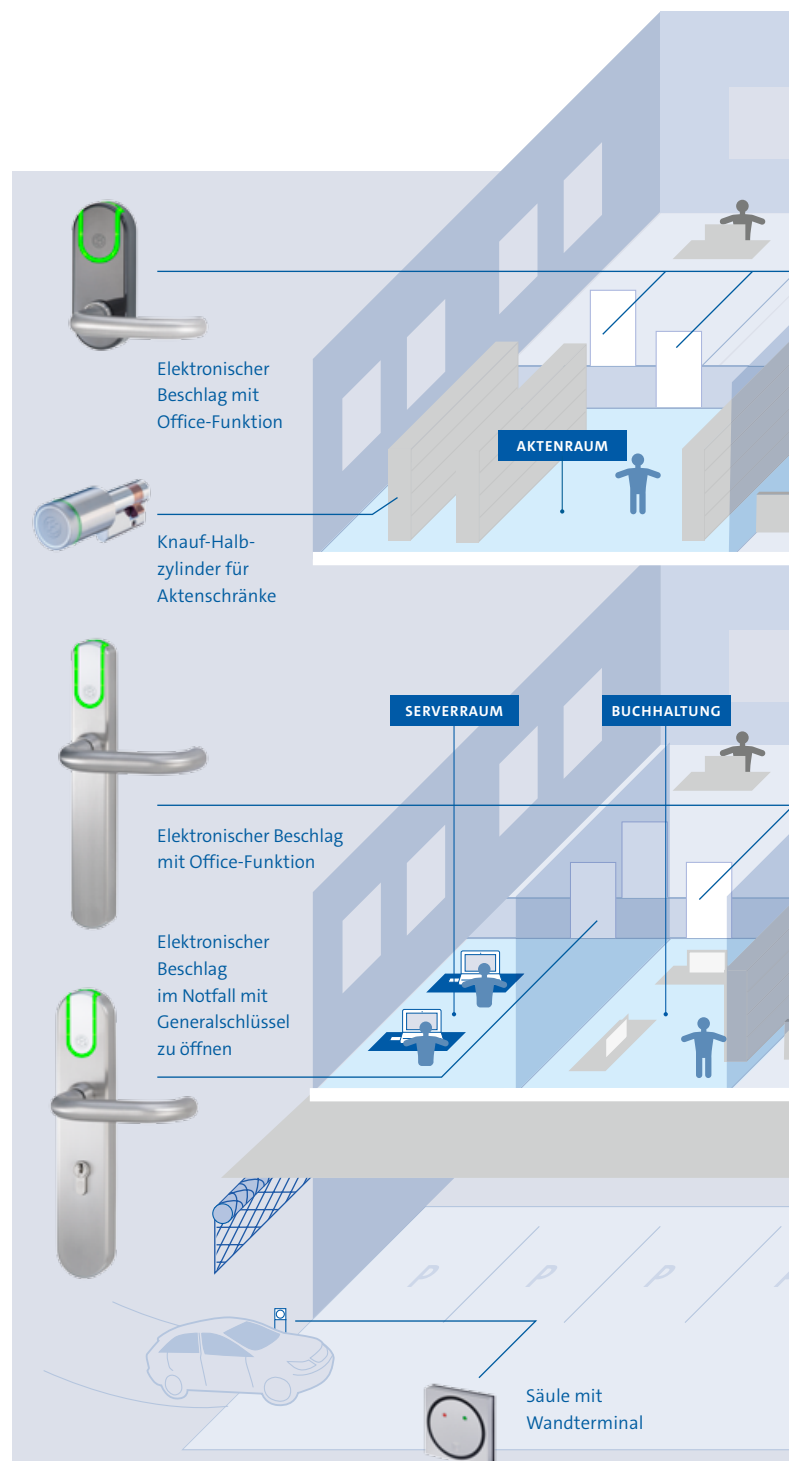 Elektronischer
Beschlag mit
Office-Funktion
AKTENRAUM
Knauf-Halb-
zylinder für
Aktenschränke
SERVERRAUM
BUCHHALTUNG
Elektronischer Beschlag
mit Office-Funktion
Elektronischer
Beschlag
im Notfall mit
Generalschlüssel
zu öffnen
P
P
P
P
Säule mit
Wandterminal